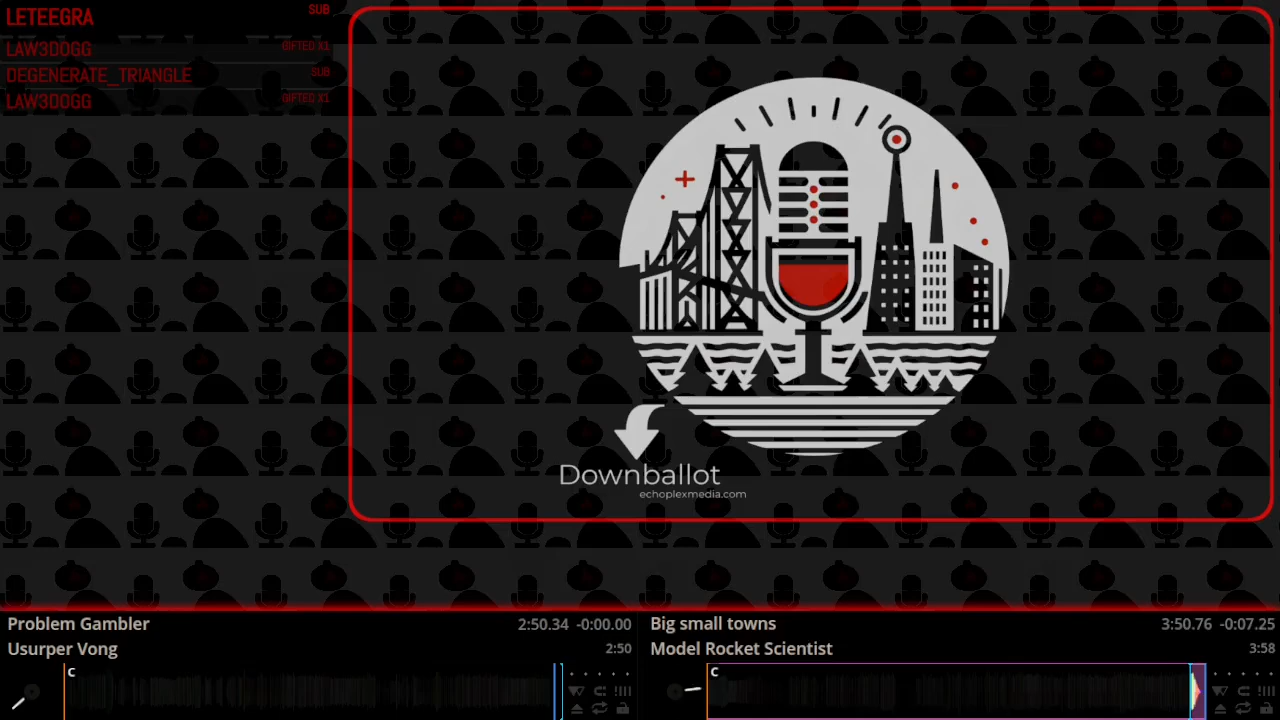 LETEEGRA SUB
LAW3DOGG GIFTED X1
DEGENERATE_TRIANGLE SUB
LAW3DOGG GIFTED X1
Downballot
echoplexmedia.com
Problem Gambler 2:50.34 -0:00.00
Usurper Vong 2:50
C
Big small towns 3:50.76 -0:07.25
Model Rocket Scientist 3:58
C